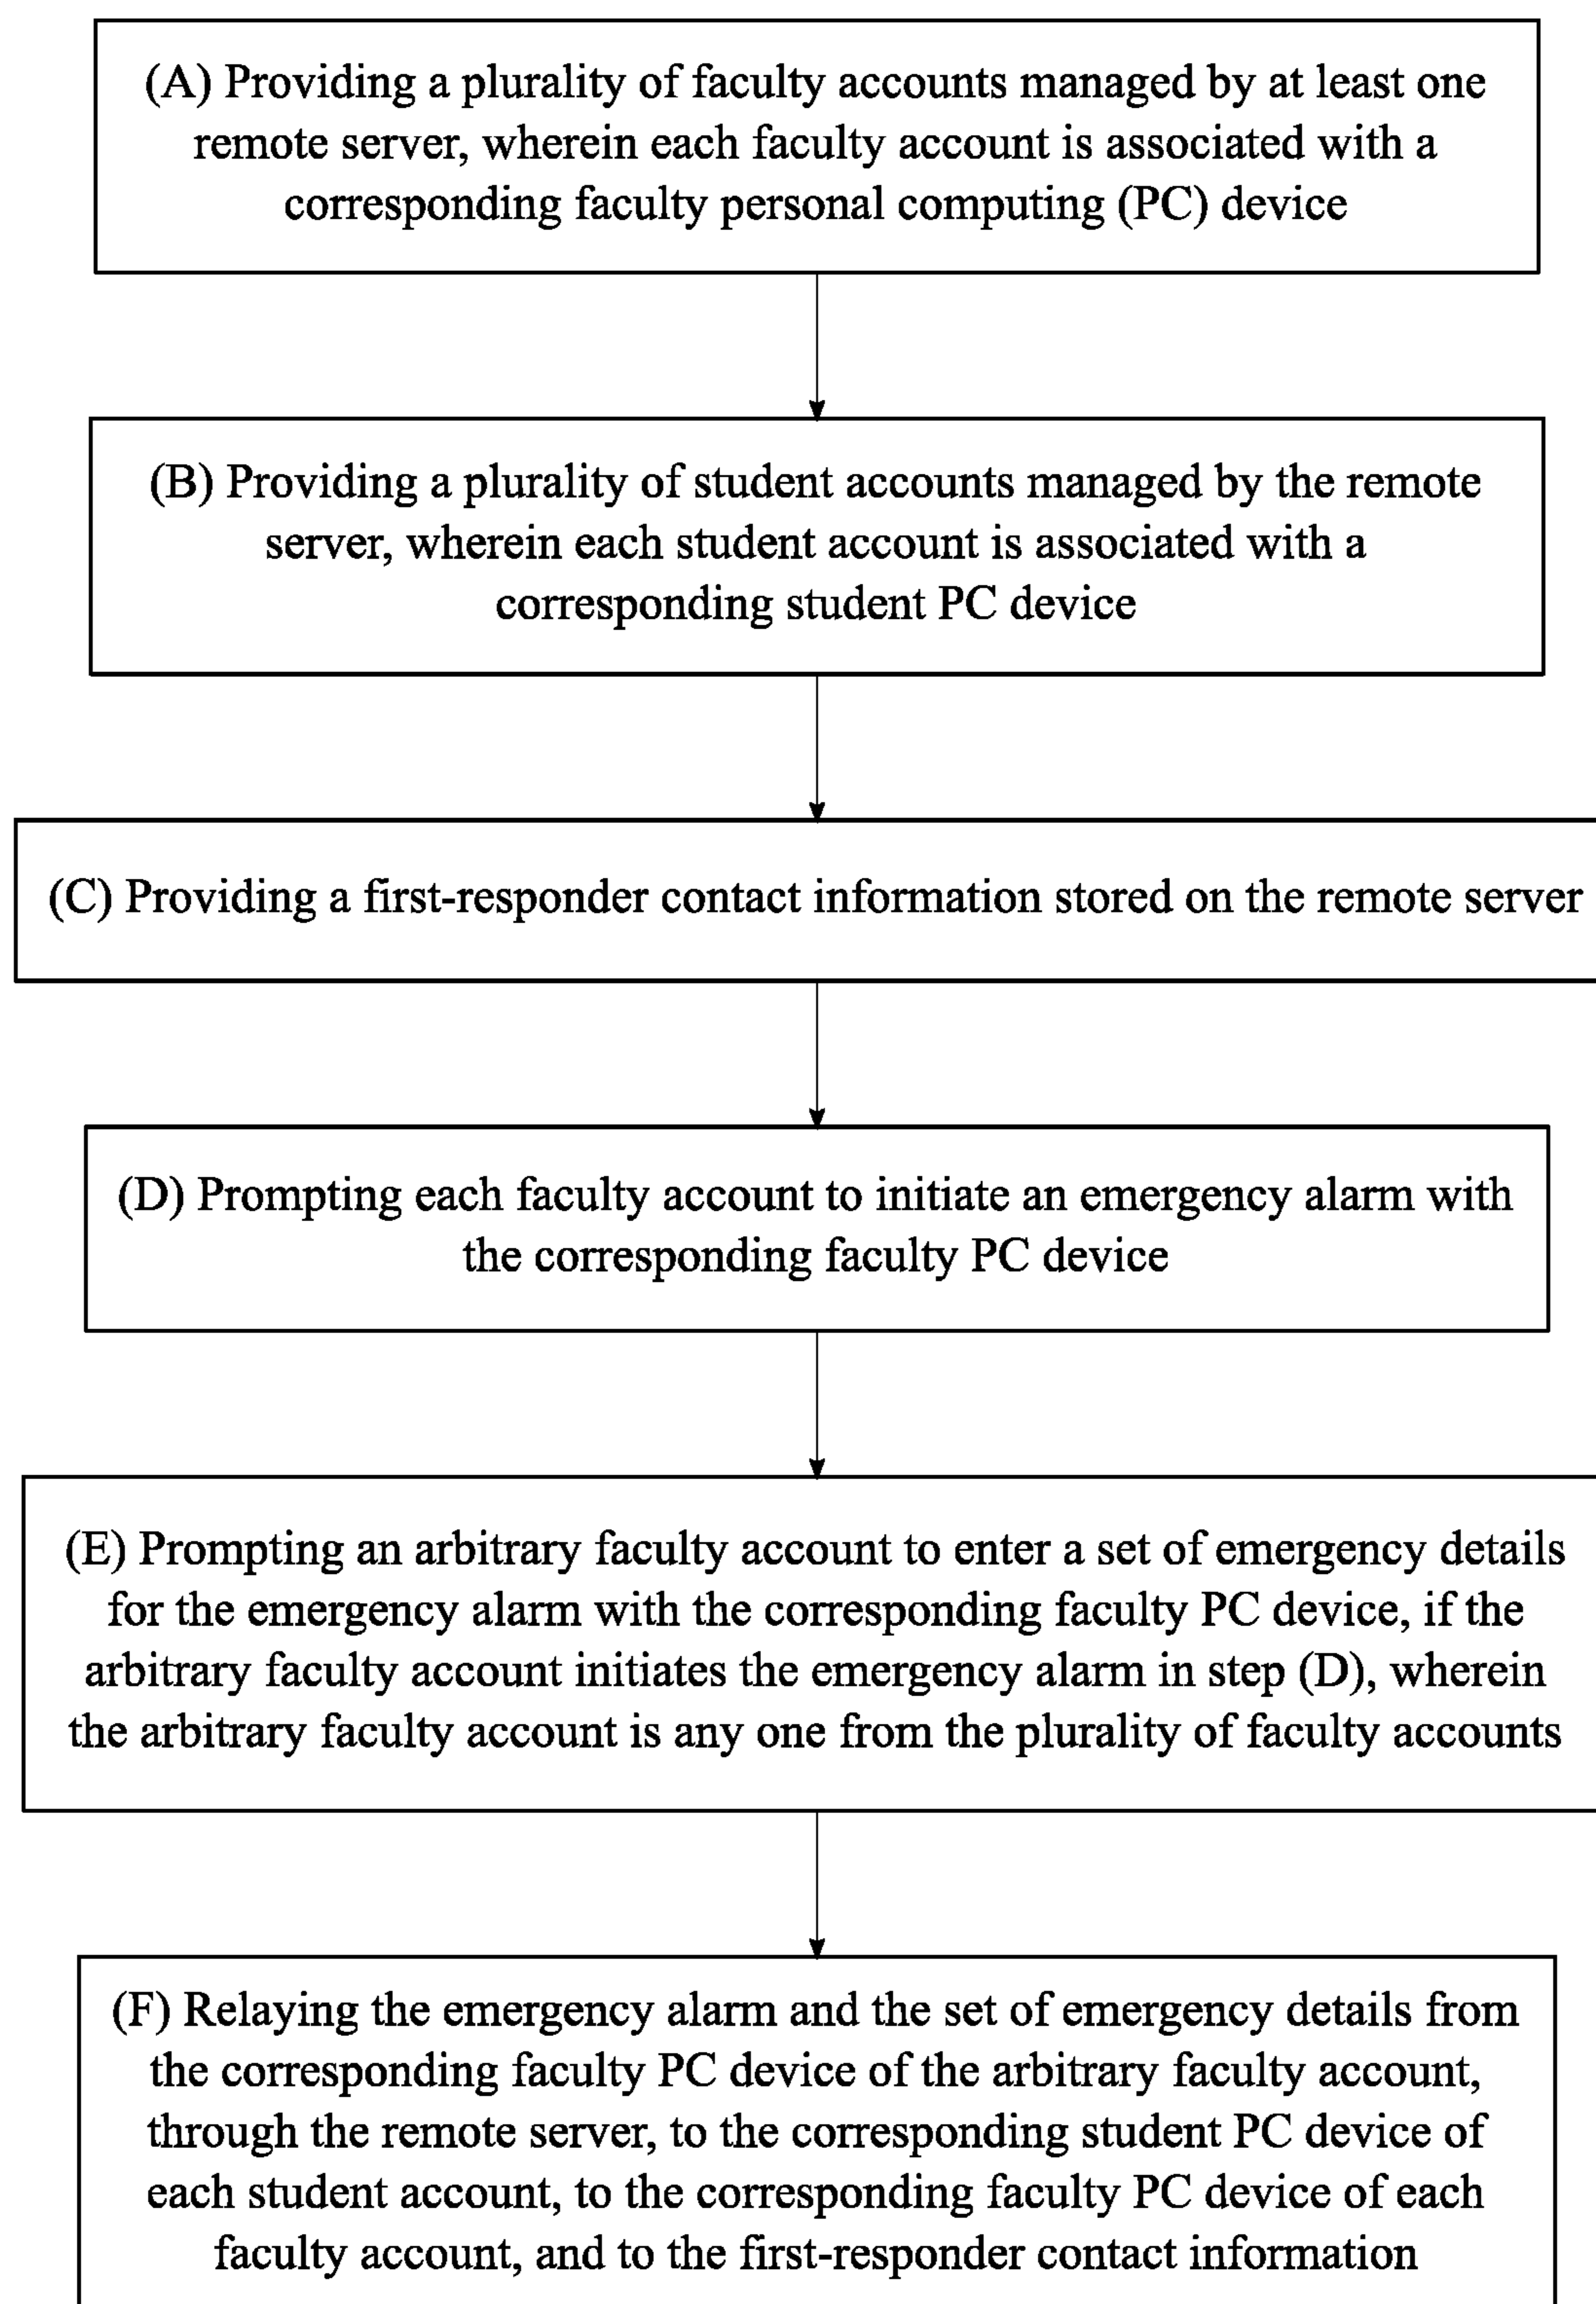 (A) Providing a plurality of faculty accounts managed by at least one
remote server, wherein each faculty account is associated with a
corresponding faculty personal computing (PC) device
(B) Providing a plurality of student accounts managed by the remote
server, wherein each student account is associated with a
corresponding student PC device
(C) Providing a first-responder contact information stored on the remote server
(D) Prompting each faculty account to initiate an emergency alarm with
the corresponding faculty PC device
(E) Prompting an arbitrary faculty account to enter a set of emergency details
for the emergency alarm with the corresponding faculty PC device, if the
arbitrary faculty account initiates the emergency alarm in step (D), wherein
the arbitrary faculty account is any one from the plurality of faculty accounts
(F) Relaying the emergency alarm and the set of emergency details from
the corresponding faculty PC device of the arbitrary faculty account,
through the remote server, to the corresponding student PC device of
each student account, to the corresponding faculty PC device of each
faculty account, and to the first-responder contact information